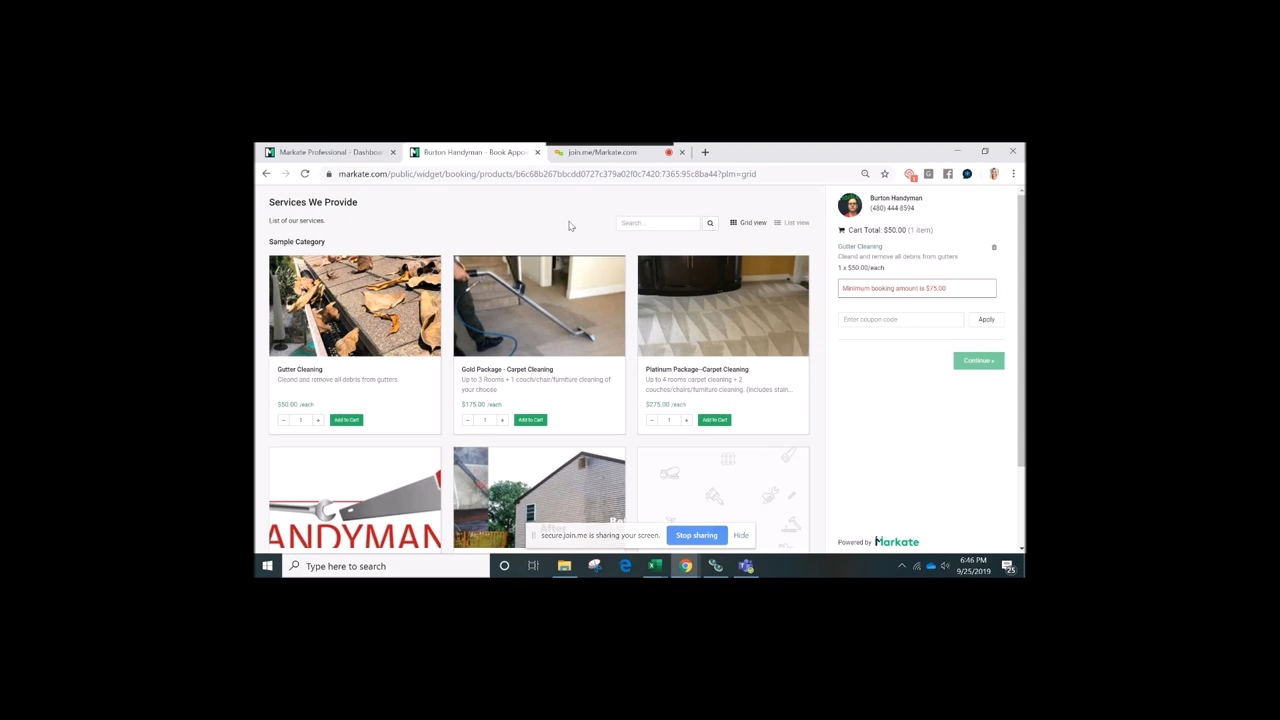 Markate Professional - Dashboa
Burton Handyman - Book Appo
join.me/Markate.com
markate.com/public/widget/booking/products/b6c68b267bbcdd0727c379a02f0c7420:7365:95c8ba44?plm=grid
Services We Provide
List of our services.
Search...
Grid view
List view
Sample Category
Gutter Cleaning
Cleand and remove all debris from gutters
$50.00 /each
− 1 +
Add to Cart
Gold Package - Carpet Cleaning
Up to 3 Rooms + 1 couch/chair/furniture cleaning of
your choose
$175.00 /each
− 1 +
Add to Cart
Platinum Package--Carpet Cleaning
Up to 4 rooms carpet cleaning + 2
couches/chairs/furniture cleaning. (includes stain...
$275.00 /each
− 1 +
Add to Cart
ANDYMAN
After
Be
Burton Handyman
(480) 444-8594
Cart Total: $50.00 (1 item)
Gutter Cleaning
Cleand and remove all debris from gutters
1 x $50.00/each
Minimum booking amount is $75.00
Enter coupon code
Apply
Continue »
Powered by Markate
secure.join.me is sharing your screen.
Stop sharing
Hide
Type here to search
6:46 PM
9/25/2019
25